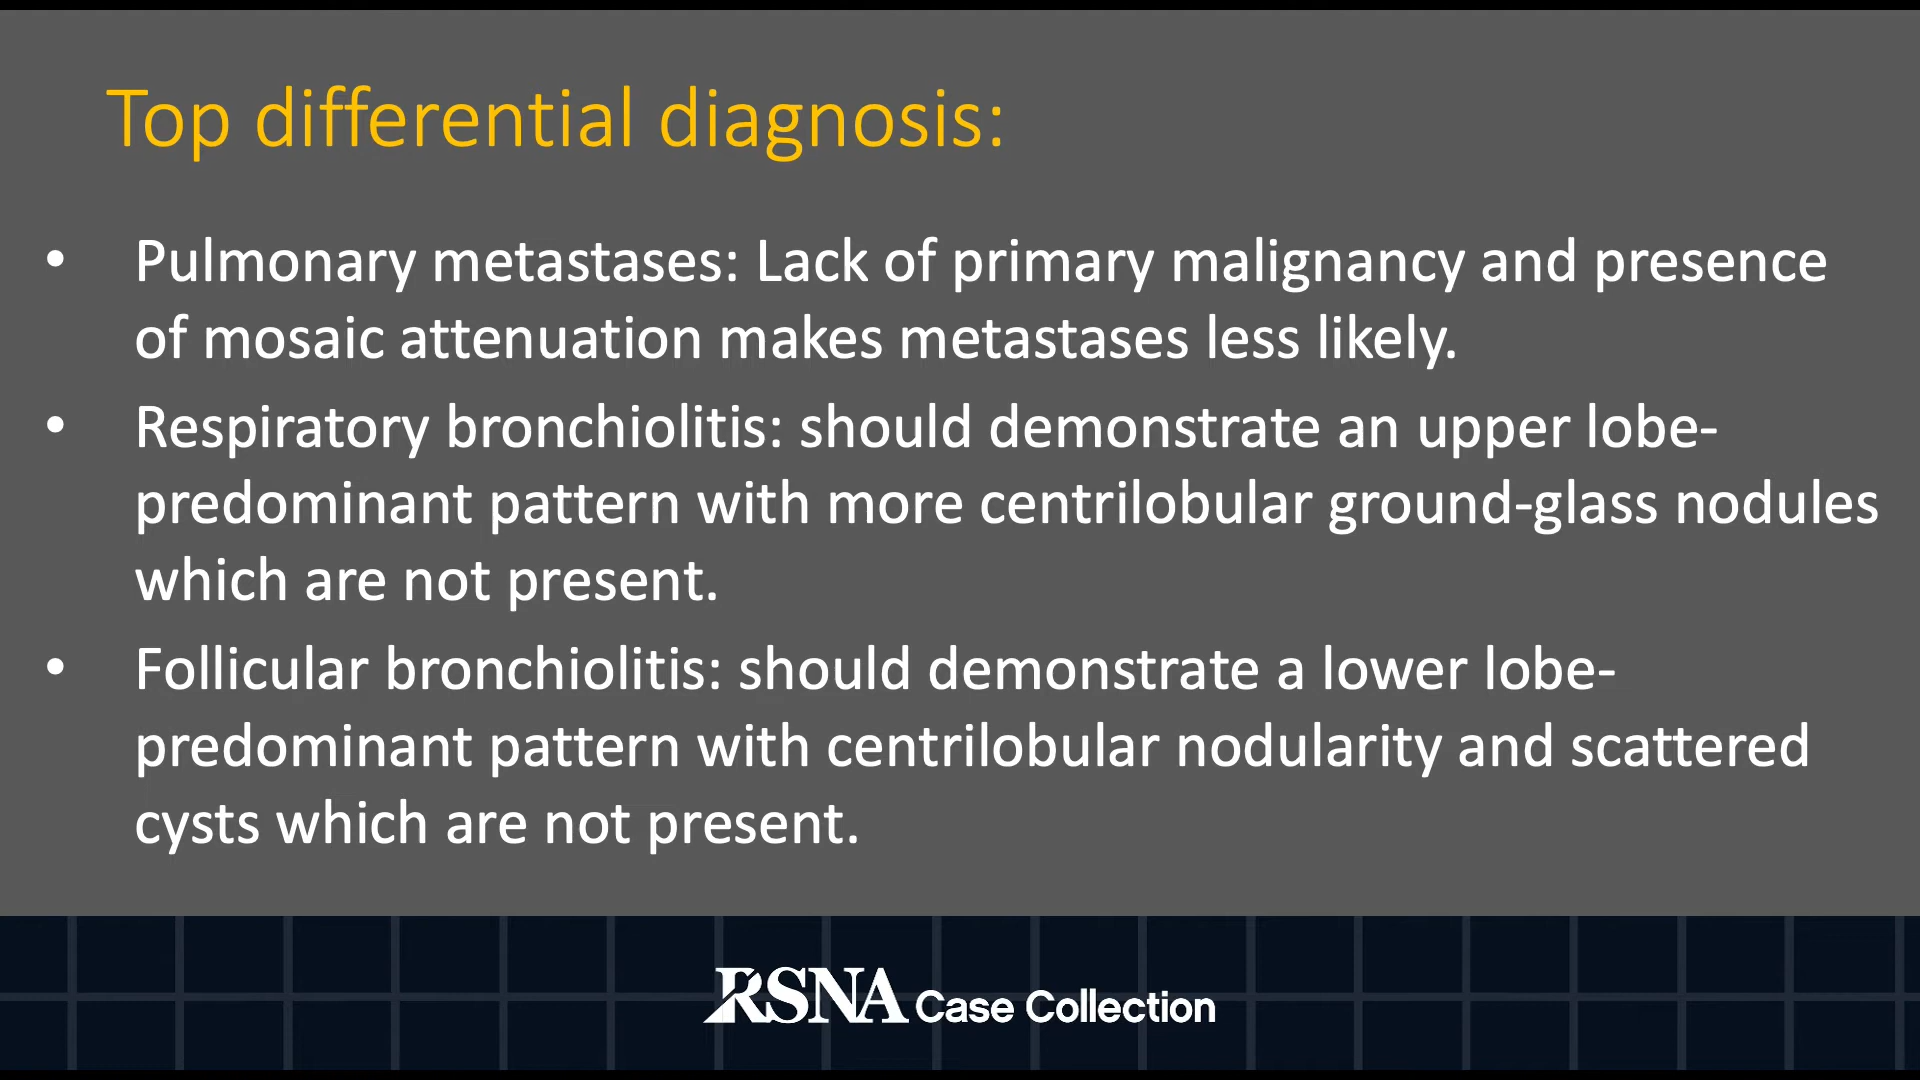 Top differential diagnosis:
• Pulmonary metastases: Lack of primary malignancy and presence
of mosaic attenuation makes metastases less likely.
• Respiratory bronchiolitis: should demonstrate an upper lobe-
predominant pattern with more centrilobular ground-glass nodules
which are not present.
• Follicular bronchiolitis: should demonstrate a lower lobe-
predominant pattern with centrilobular nodularity and scattered
cysts which are not present.
RSNA Case Collection